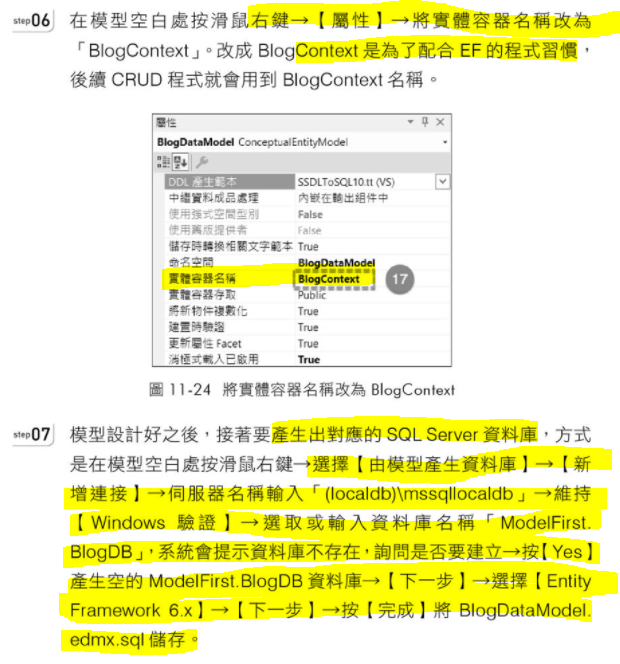 step06 在模型空白處按滑鼠右鍵→【屬性】→將實體容器名稱改為
「BlogContext」。改成 BlogContext 是為了配合 EF 的程式習慣，
後續 CRUD 程式就會用到 BlogContext 名稱。
屬性
BlogDataModel ConceptualEntityModel
DDL 產生範本 SSDLToSQL10.tt (VS)
中繼資料成品處理 內嵌在輸出組件中
使用強式空間型別 False
使用舊版提供者 False
儲存時轉換相關文字範本 True
命名空間 BlogDataModel
實體容器名稱 BlogContext 17
實體容器存取 Public
將新物件複數化 True
建置時驗證 True
更新屬性 Facet True
消極式載入已啟用 True
圖 11-24 將實體容器名稱改為 BlogContext
step07 模型設計好之後，接著要產生出對應的 SQL Server 資料庫，方式
是在模型空白處按滑鼠右鍵→選擇【由模型產生資料庫】→【新
增連接】→伺服器名稱輸入「(localdb)\mssqllocaldb」→維持
【Windows 驗證】→選取或輸入資料庫名稱「ModelFirst.
BlogDB」，系統會提示資料庫不存在，詢問是否要建立→按【Yes】
產生空的 ModelFirst.BlogDB 資料庫→【下一步】→選擇【Entity
Framework 6.x】→【下一步】→按【完成】將 BlogDataModel.
edmx.sql 儲存。